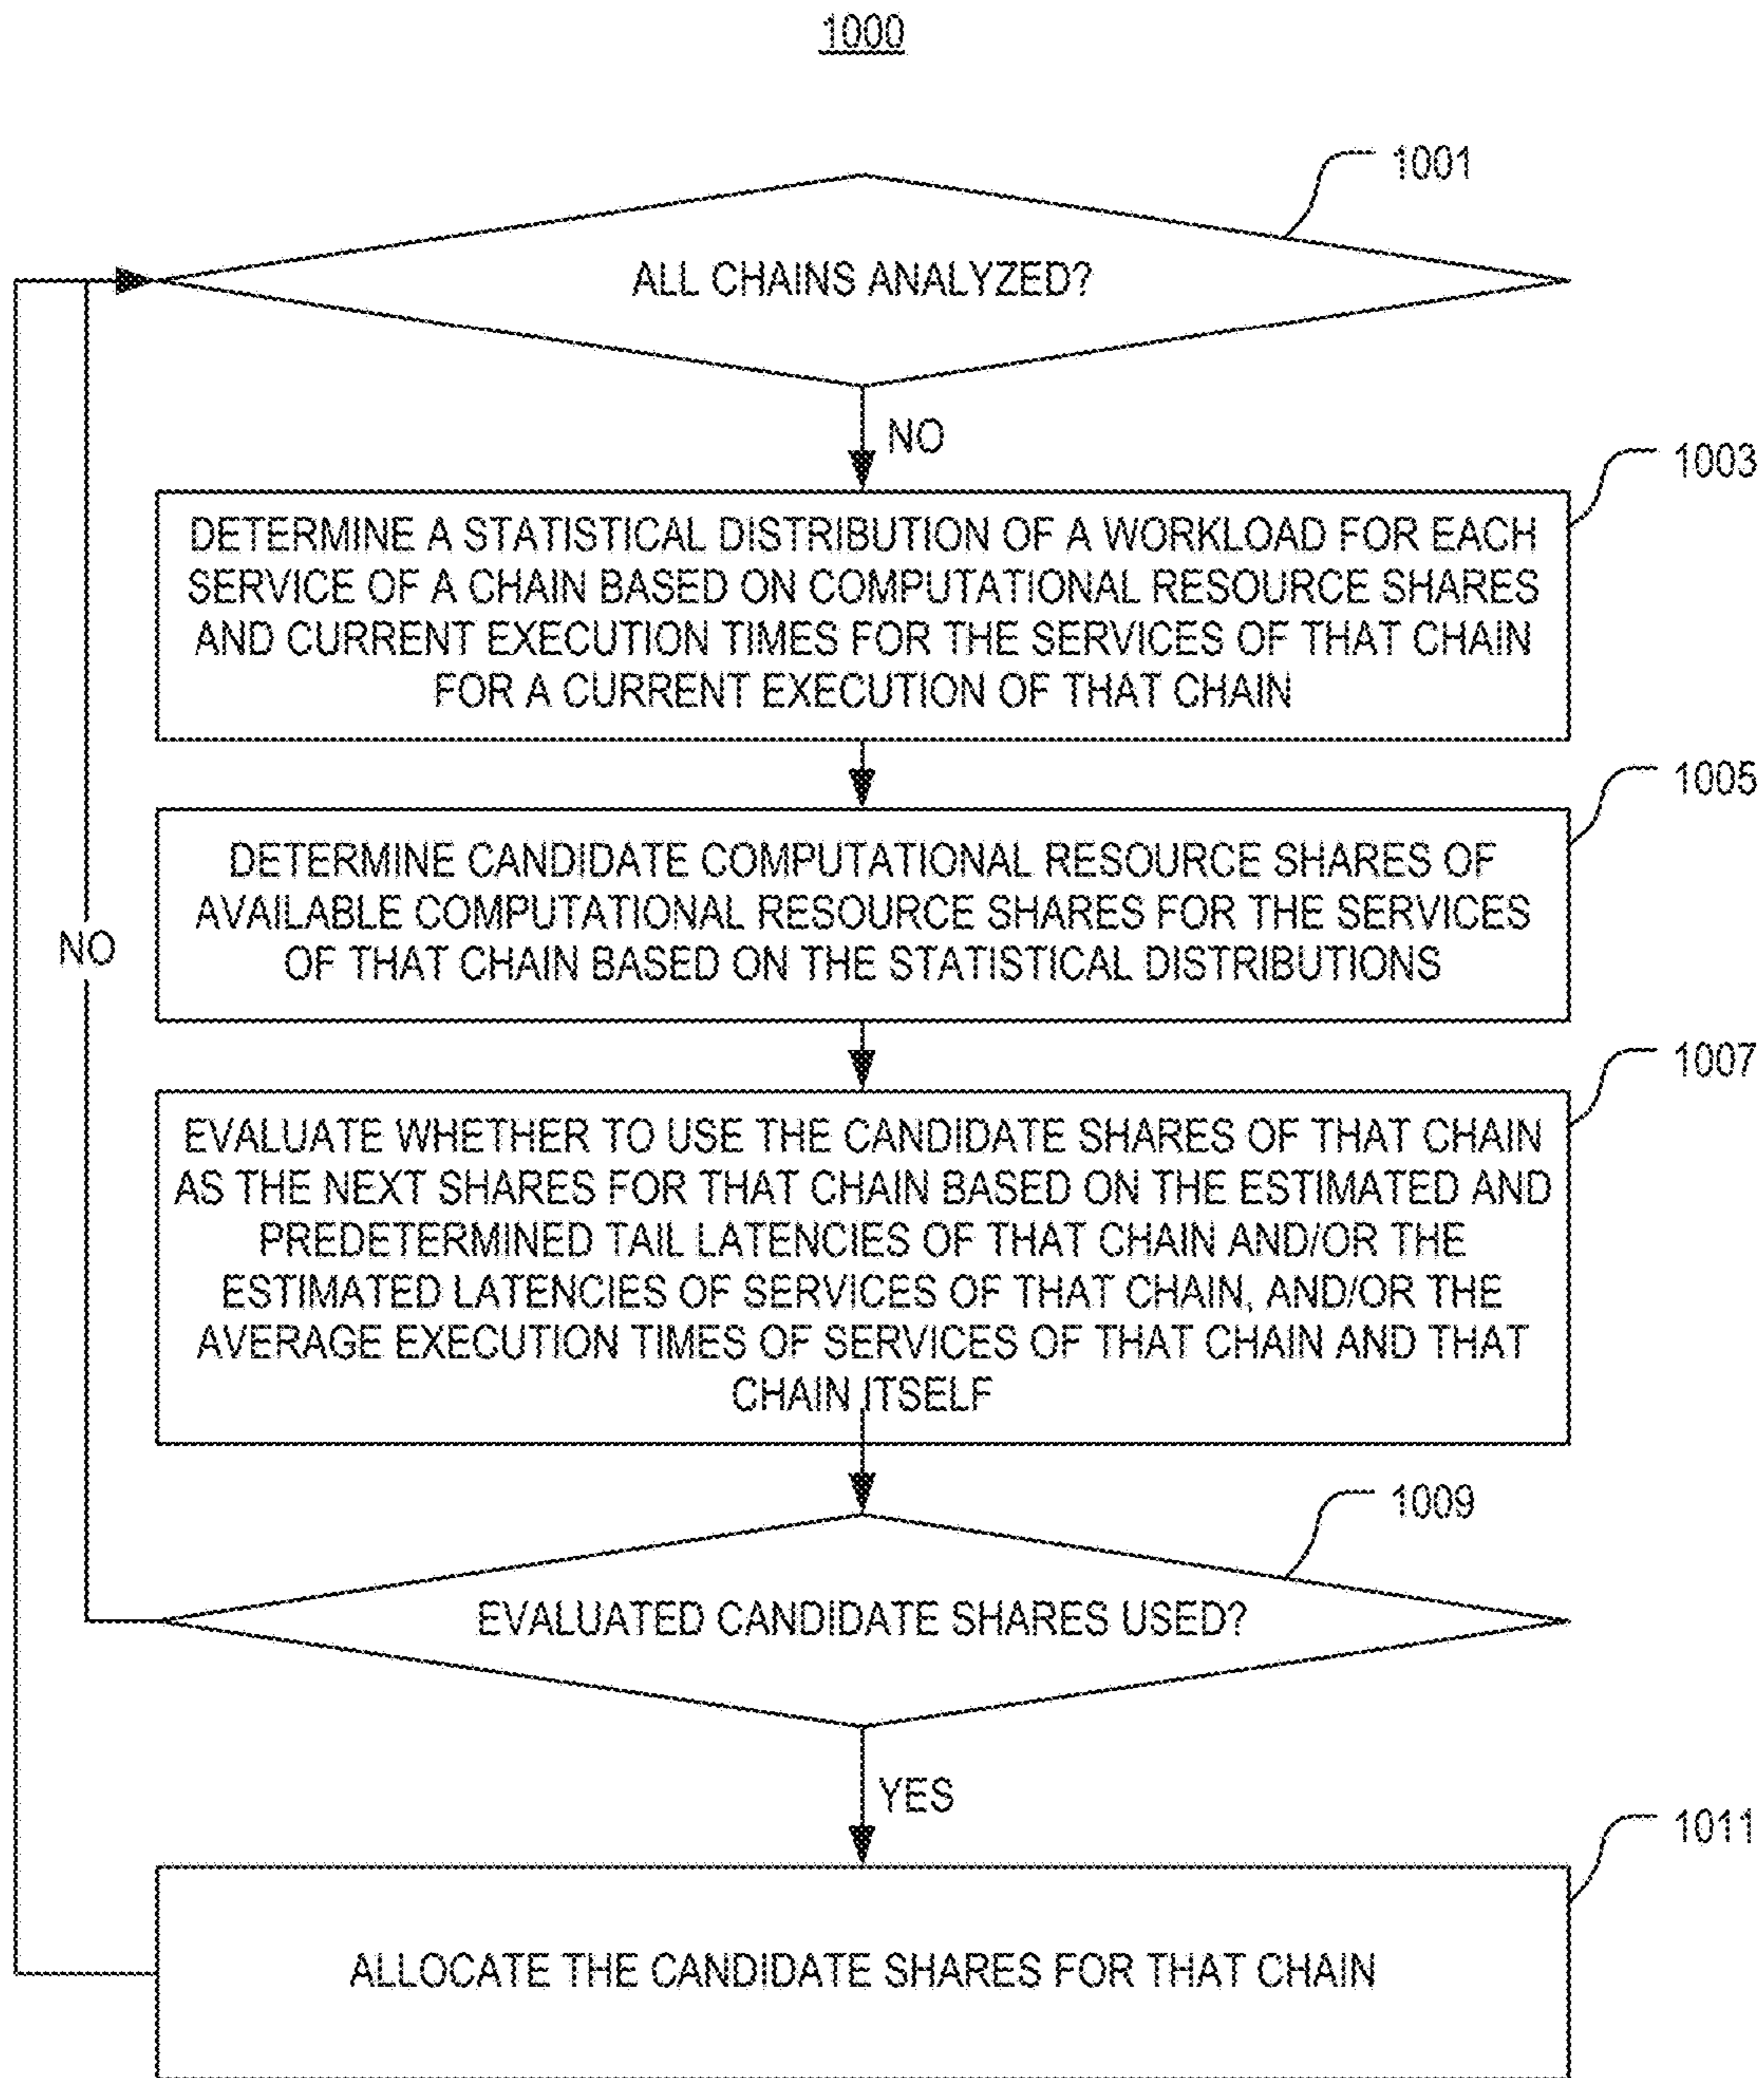 1000
1001
ALL CHAINS ANALYZED?
NO
1003
DETERMINE A STATISTICAL DISTRIBUTION OF A WORKLOAD FOR EACH
SERVICE OF A CHAIN BASED ON COMPUTATIONAL RESOURCE SHARES
AND CURRENT EXECUTION TIMES FOR THE SERVICES OF THAT CHAIN
FOR A CURRENT EXECUTION OF THAT CHAIN
1005
DETERMINE CANDIDATE COMPUTATIONAL RESOURCE SHARES OF
AVAILABLE COMPUTATIONAL RESOURCE SHARES FOR THE SERVICES
OF THAT CHAIN BASED ON THE STATISTICAL DISTRIBUTIONS
NO
1007
EVALUATE WHETHER TO USE THE CANDIDATE SHARES OF THAT CHAIN
AS THE NEXT SHARES FOR THAT CHAIN BASED ON THE ESTIMATED AND
PREDETERMINED TAIL LATENCIES OF THAT CHAIN AND/OR THE
ESTIMATED LATENCIES OF SERVICES OF THAT CHAIN, AND/OR THE
AVERAGE EXECUTION TIMES OF SERVICES OF THAT CHAIN AND THAT
CHAIN ITSELF
1009
EVALUATED CANDIDATE SHARES USED?
YES
1011
ALLOCATE THE CANDIDATE SHARES FOR THAT CHAIN